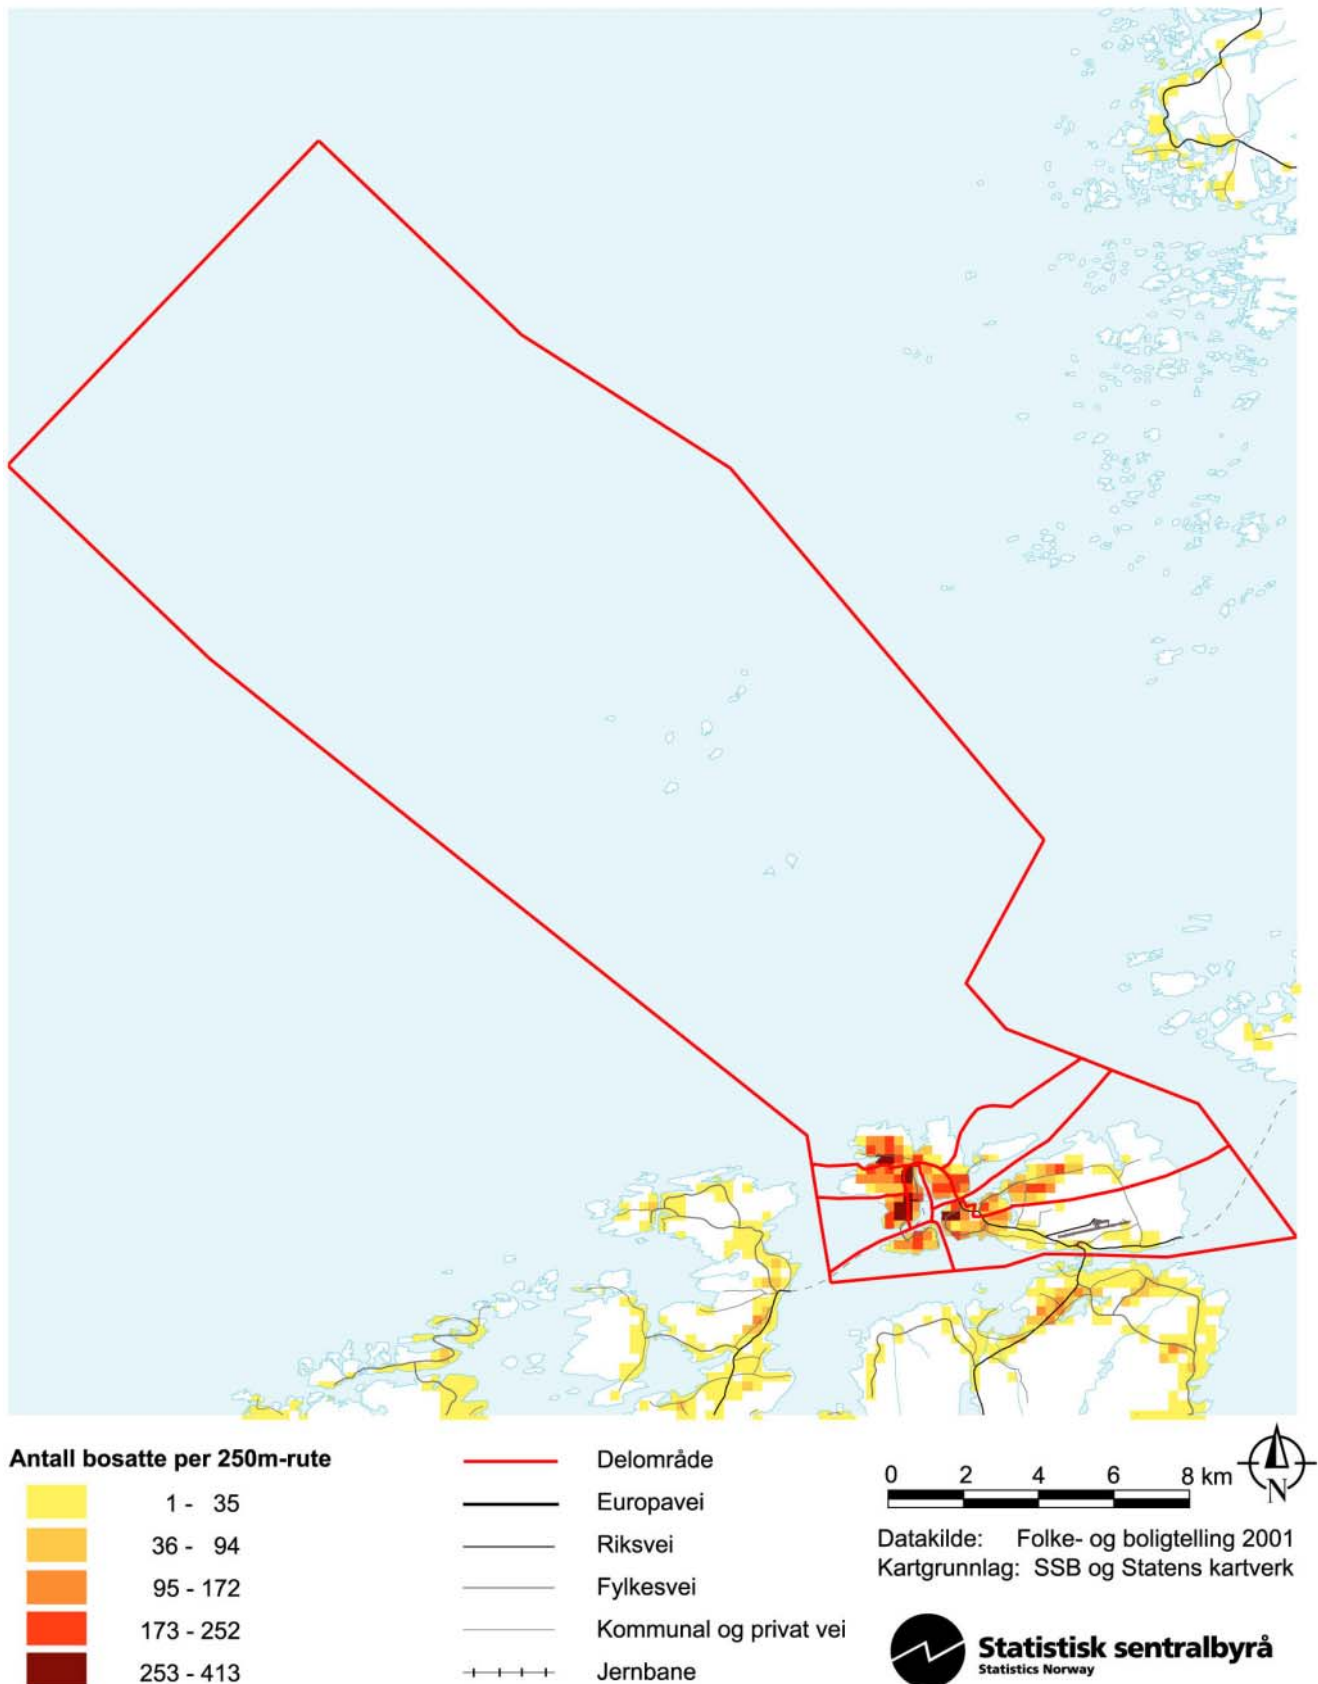 Antall bosatte per 250m-rute
1 - 35
36 - 94
95 - 172
173 - 252
253 - 413
Delområde
Europavei
Riksvei
Fylkesvei
Kommunal og privat vei
Jernbane
0 2 4 6 8 km
N
Datakilde: Folke- og boligtelling 2001
Kartgrunnlag: SSB og Statens kartverk
Statistisk sentralbyrå
Statistics Norway